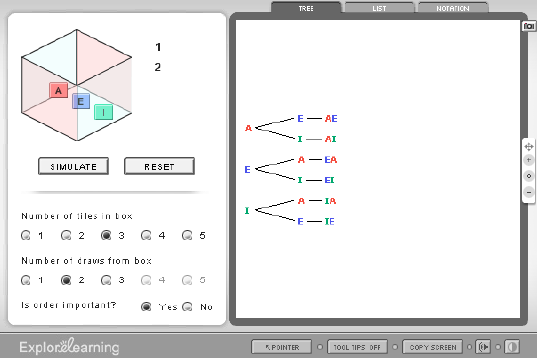 TREE LIST NOTATION
1
2
A
E
I
E AE
A
I AI
A EA
E
I EI
A IA
I
E IE
SIMULATE RESET
Number of tiles in box
1 2 3 4 5
Number of draws from box
1 2 3 4 5
Is order important? Yes No
ExploreLearning
POINTER TOOL TIPS: OFF COPY SCREEN